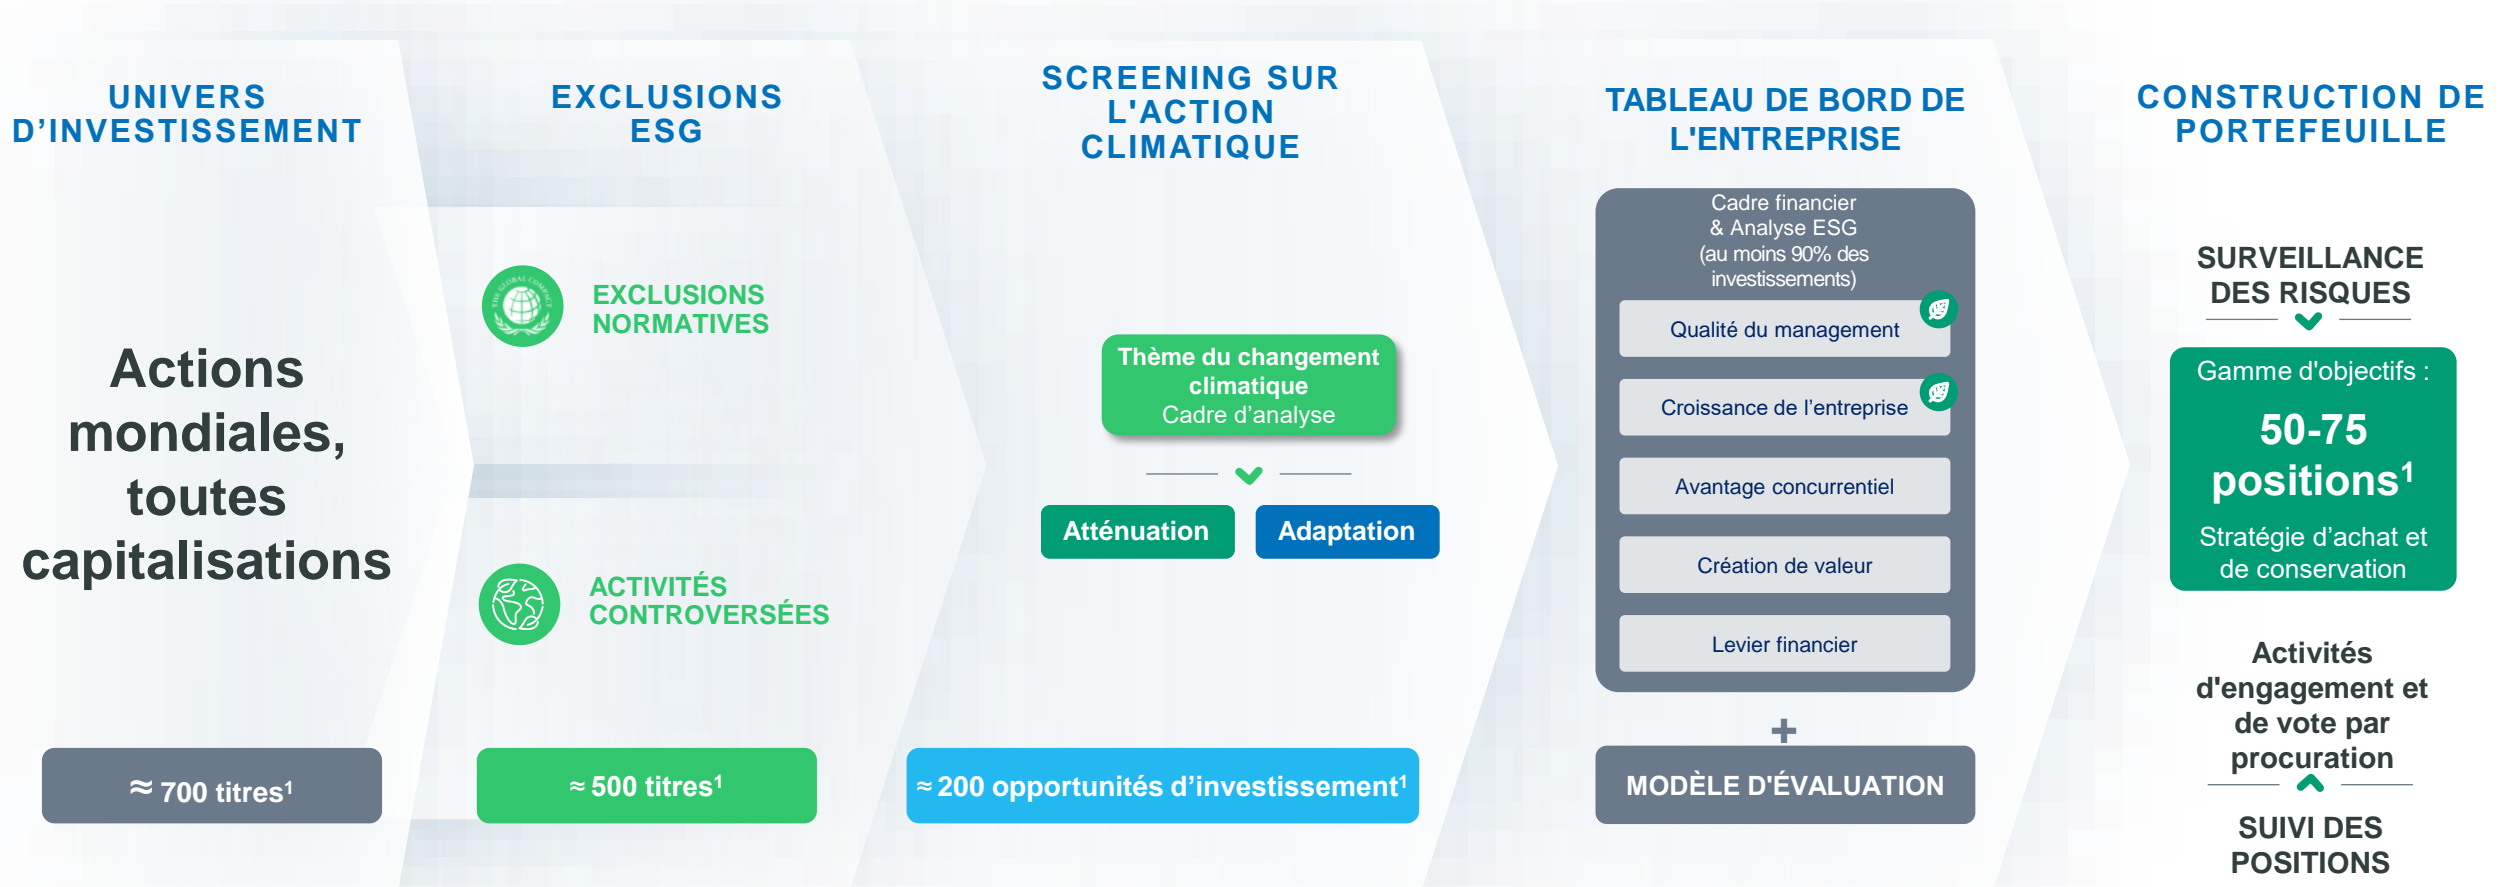 UNIVERS
D’INVESTISSEMENT
Actions
mondiales,
toutes
capitalisations
≈ 700 titres¹
EXCLUSIONS
ESG
THE GLOBAL COMPACT
EXCLUSIONS
NORMATIVES
ACTIVITÉS
CONTROVERSÉES
≈ 500 titres¹
SCREENING SUR
L'ACTION
CLIMATIQUE
Thème du changement
climatique
Cadre d’analyse
Atténuation
Adaptation
≈ 200 opportunités d’investissement¹
TABLEAU DE BORD DE
L'ENTREPRISE
Cadre financier
& Analyse ESG
(au moins 90% des
investissements)
Qualité du management
Croissance de l’entreprise
Avantage concurrentiel
Création de valeur
Levier financier
+
MODÈLE D'ÉVALUATION
CONSTRUCTION DE
PORTEFEUILLE
SURVEILLANCE
DES RISQUES
Gamme d'objectifs :
50-75
positions¹
Stratégie d’achat et
de conservation
Activités
d'engagement et
de vote par
procuration
SUIVI DES
POSITIONS